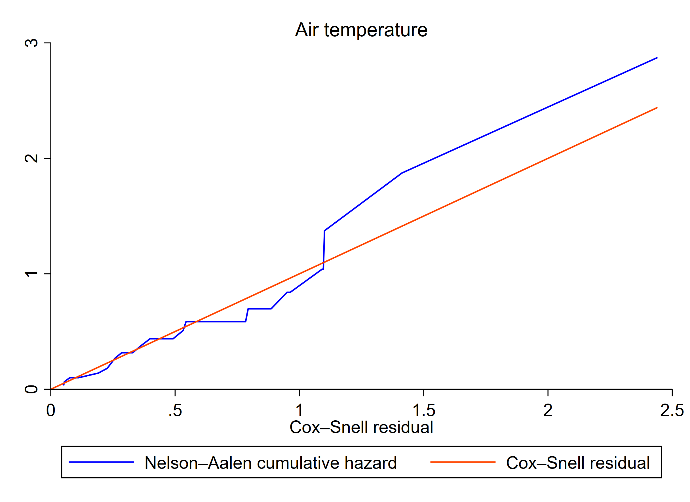 Air temperature
3
2
1
0
0 .5 1 1.5 2 2.5
Cox–Snell residual
Nelson–Aalen cumulative hazard Cox–Snell residual